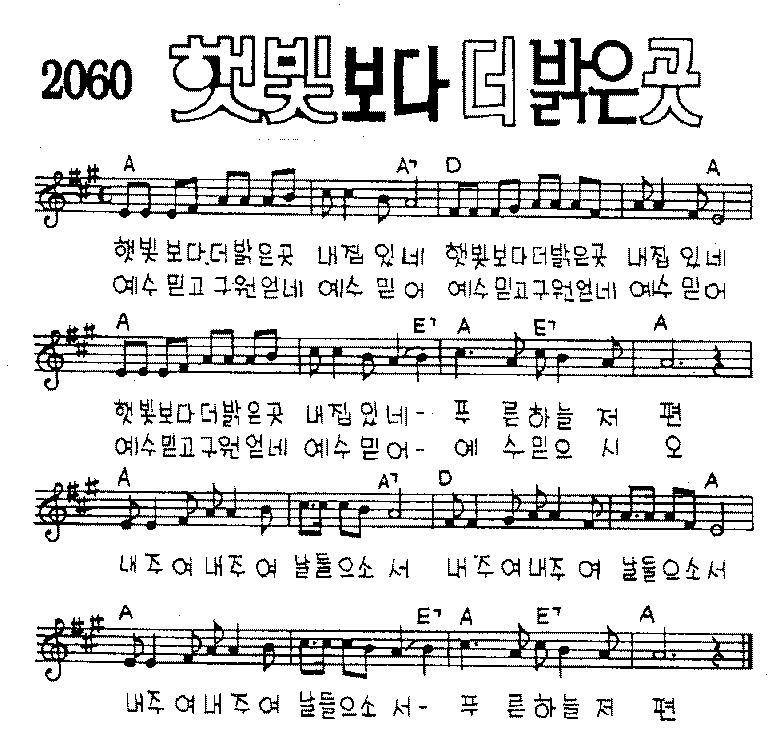 2060 햇빛보다 더 밝은곳
A A7 D A
햇빛보다.더밝은곳 내집있네 햇빛보다더밝은곳 내집있네
예수믿고구원얻네 예수믿어 예수믿고구원얻네 예수믿어
A E7 A E7 A
햇빛보다더밝은곳 내집있네- 푸른하늘저편
예수믿고구원얻네 예수믿어- 예수믿으시오
A A7 D A
내주여내주여 날들으소서 내주여내주여 날들으소서
A E7 A E7 A
내주여내주여 날들으소서- 푸른하늘저편